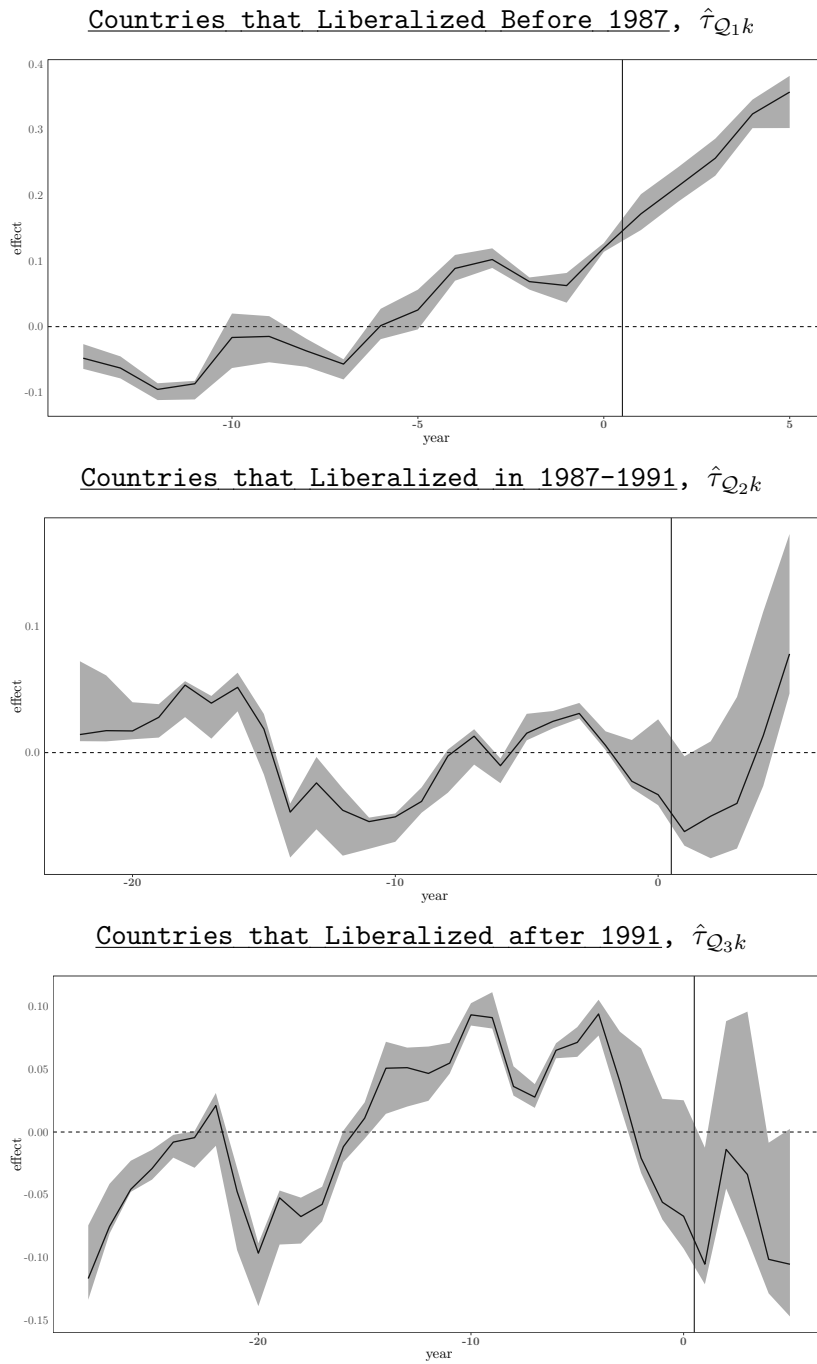 Countries that Liberalized Before 1987, τ̂_{𝒬₁k}
0.4
0.3
0.2
0.1
0.0
-0.1
effect
-10
-5
0
5
year
Countries that Liberalized in 1987-1991, τ̂_{𝒬₂k}
0.1
0.0
effect
-20
-10
0
year
Countries that Liberalized after 1991, τ̂_{𝒬₃k}
0.10
0.05
0.00
-0.05
-0.10
-0.15
effect
-20
-10
0
year